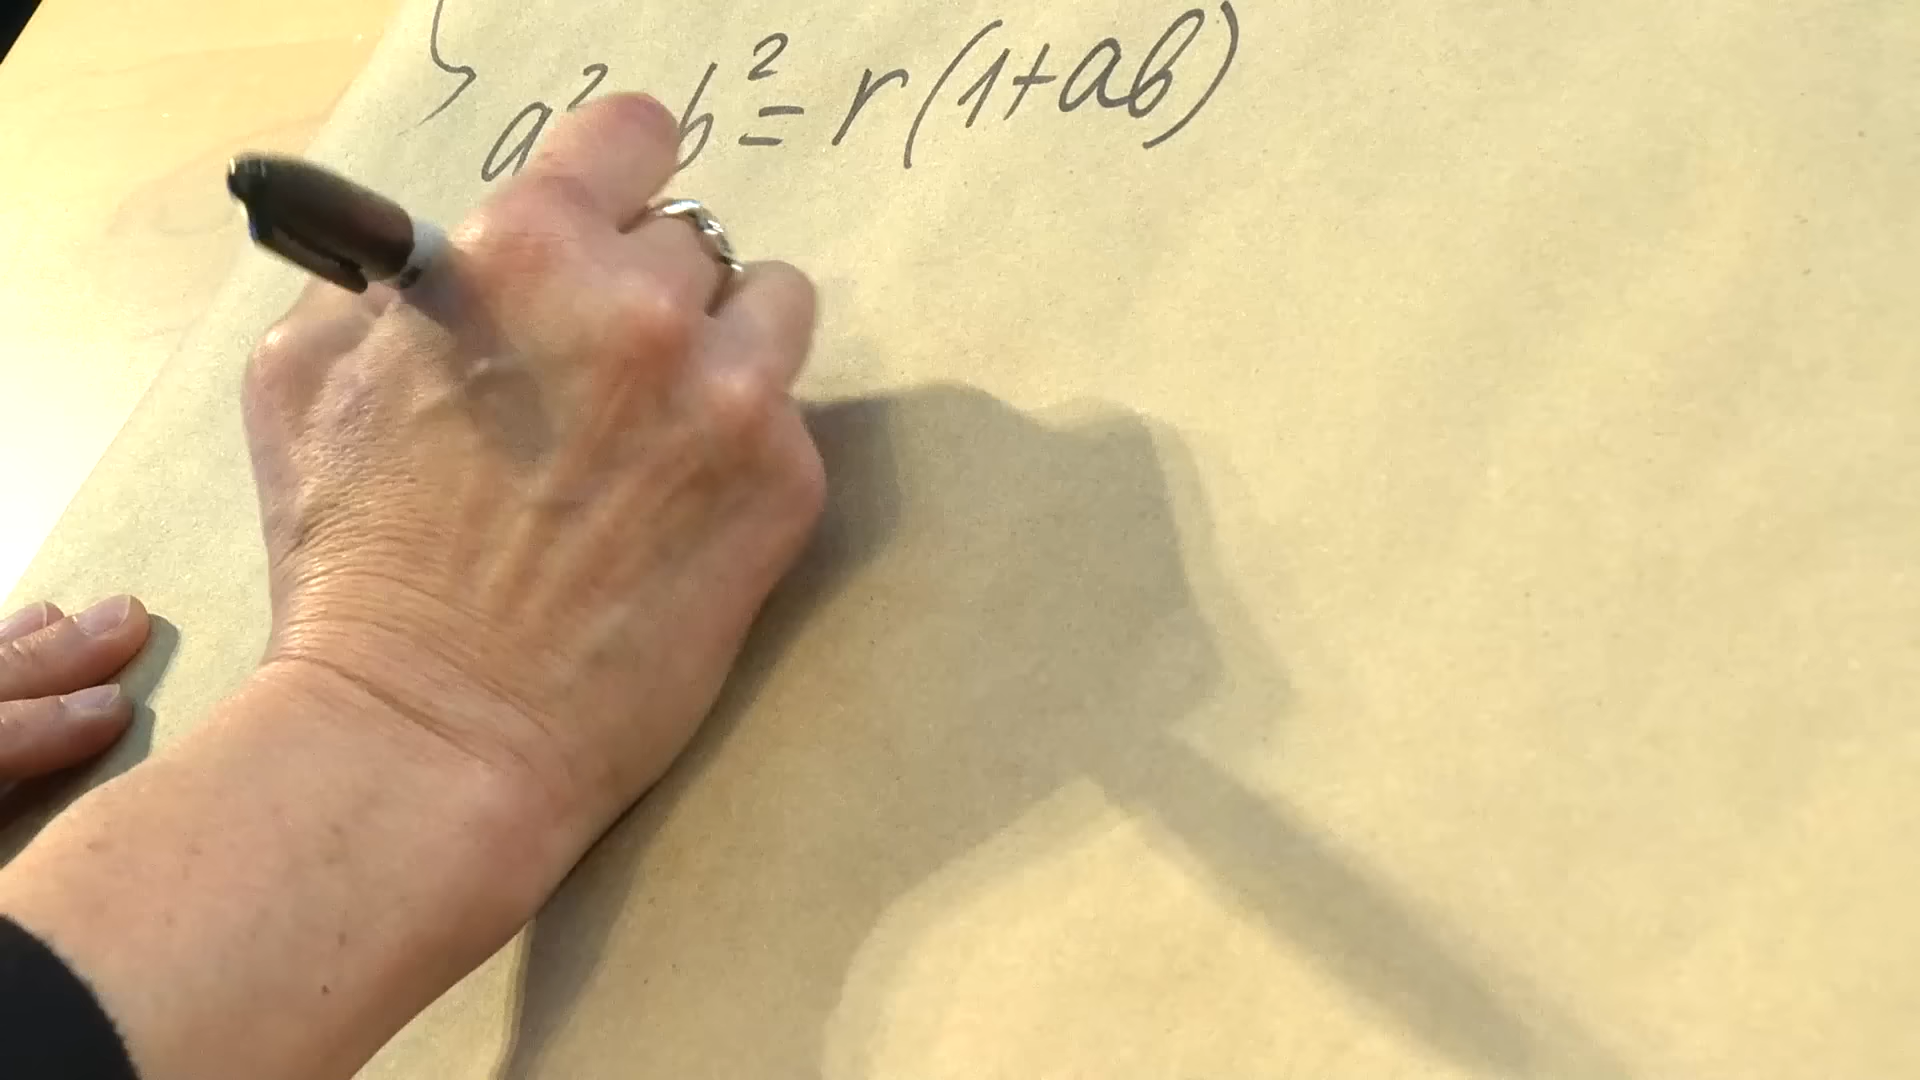 a² b² = r(1+ab)